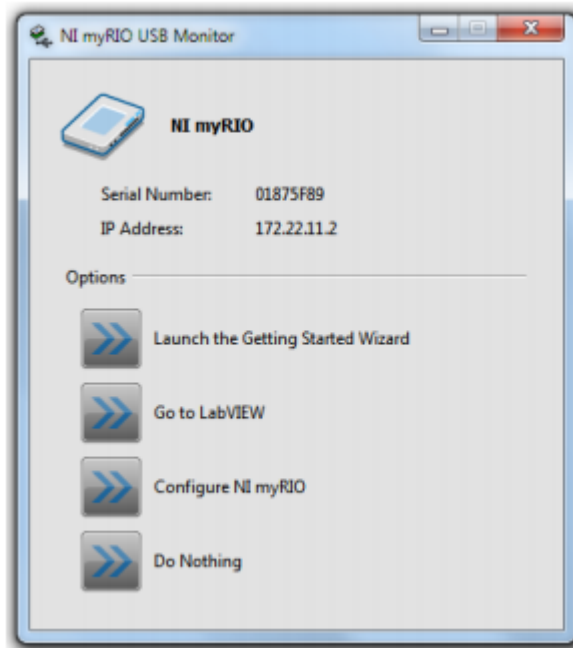 NI myRIO USB Monitor
NI myRIO
Serial Number: 01875F89
IP Address: 172.22.11.2
Options
Launch the Getting Started Wizard
Go to LabVIEW
Configure NI myRIO
Do Nothing